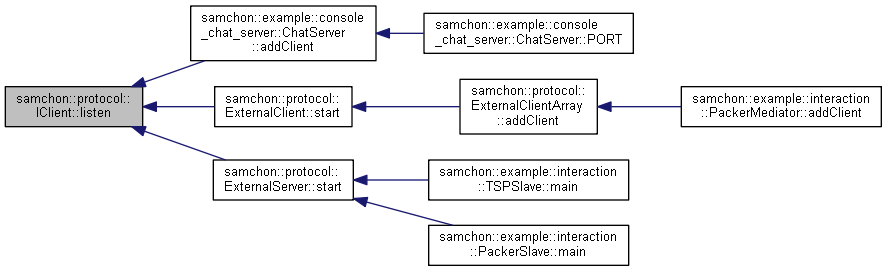 samchon::example::console
_chat_server::ChatServer
::addClient
samchon::example::console
_chat_server::ChatServer::PORT
samchon::protocol::
IClient::listen
samchon::protocol::
ExternalClient::start
samchon::protocol::
ExternalClientArray
::addClient
samchon::example::interaction
::PackerMediator::addClient
samchon::protocol::
ExternalServer::start
samchon::example::interaction
::TSPSlave::main
samchon::example::interaction
::PackerSlave::main